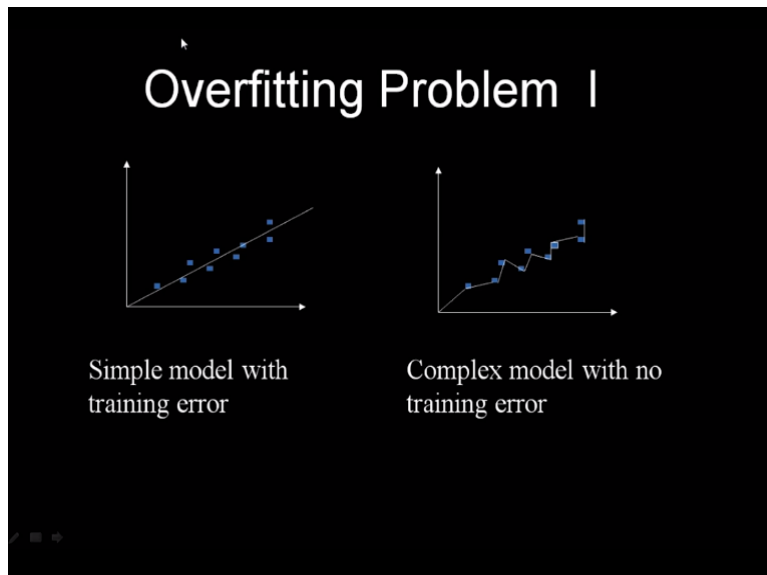 Overfitting Problem I
Simple model with
training error
Complex model with no
training error